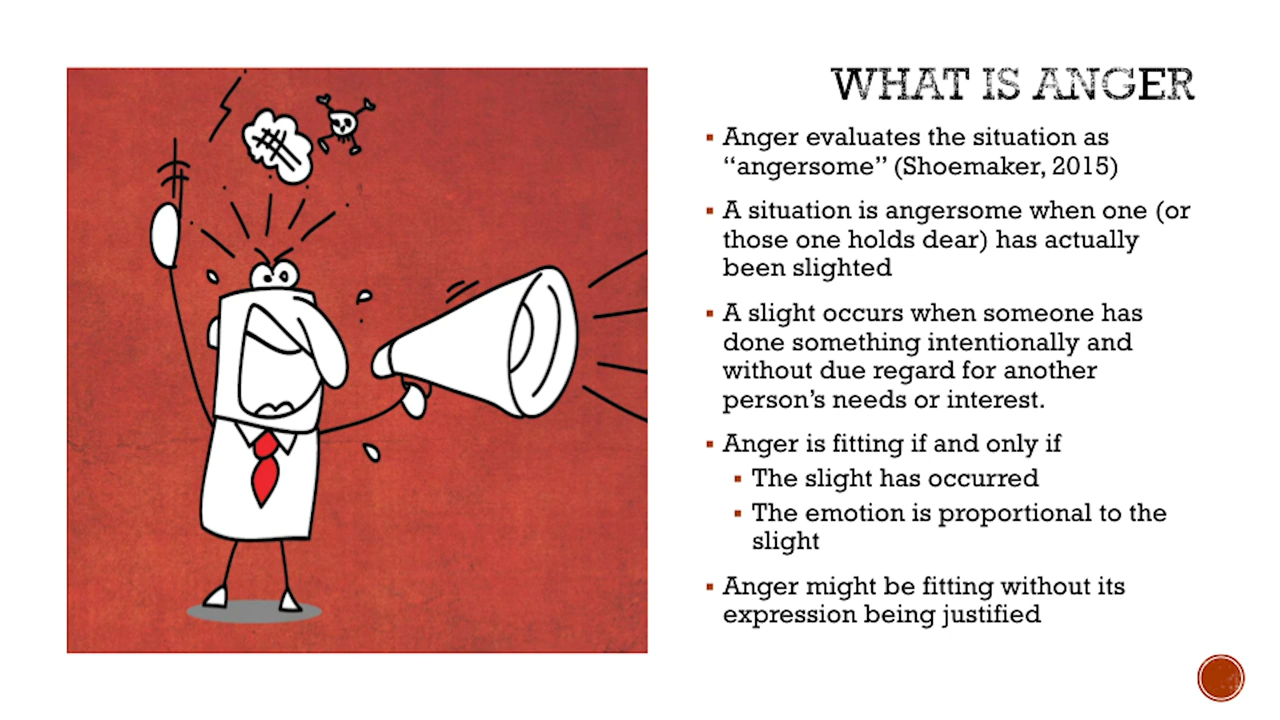 WHAT IS ANGER
▪ Anger evaluates the situation as
“angersome” (Shoemaker, 2015)
▪ A situation is angersome when one (or
those one holds dear) has actually
been slighted
▪ A slight occurs when someone has
done something intentionally and
without due regard for another
person’s needs or interest.
▪ Anger is fitting if and only if
▪ The slight has occurred
▪ The emotion is proportional to the
slight
▪ Anger might be fitting without its
expression being justified